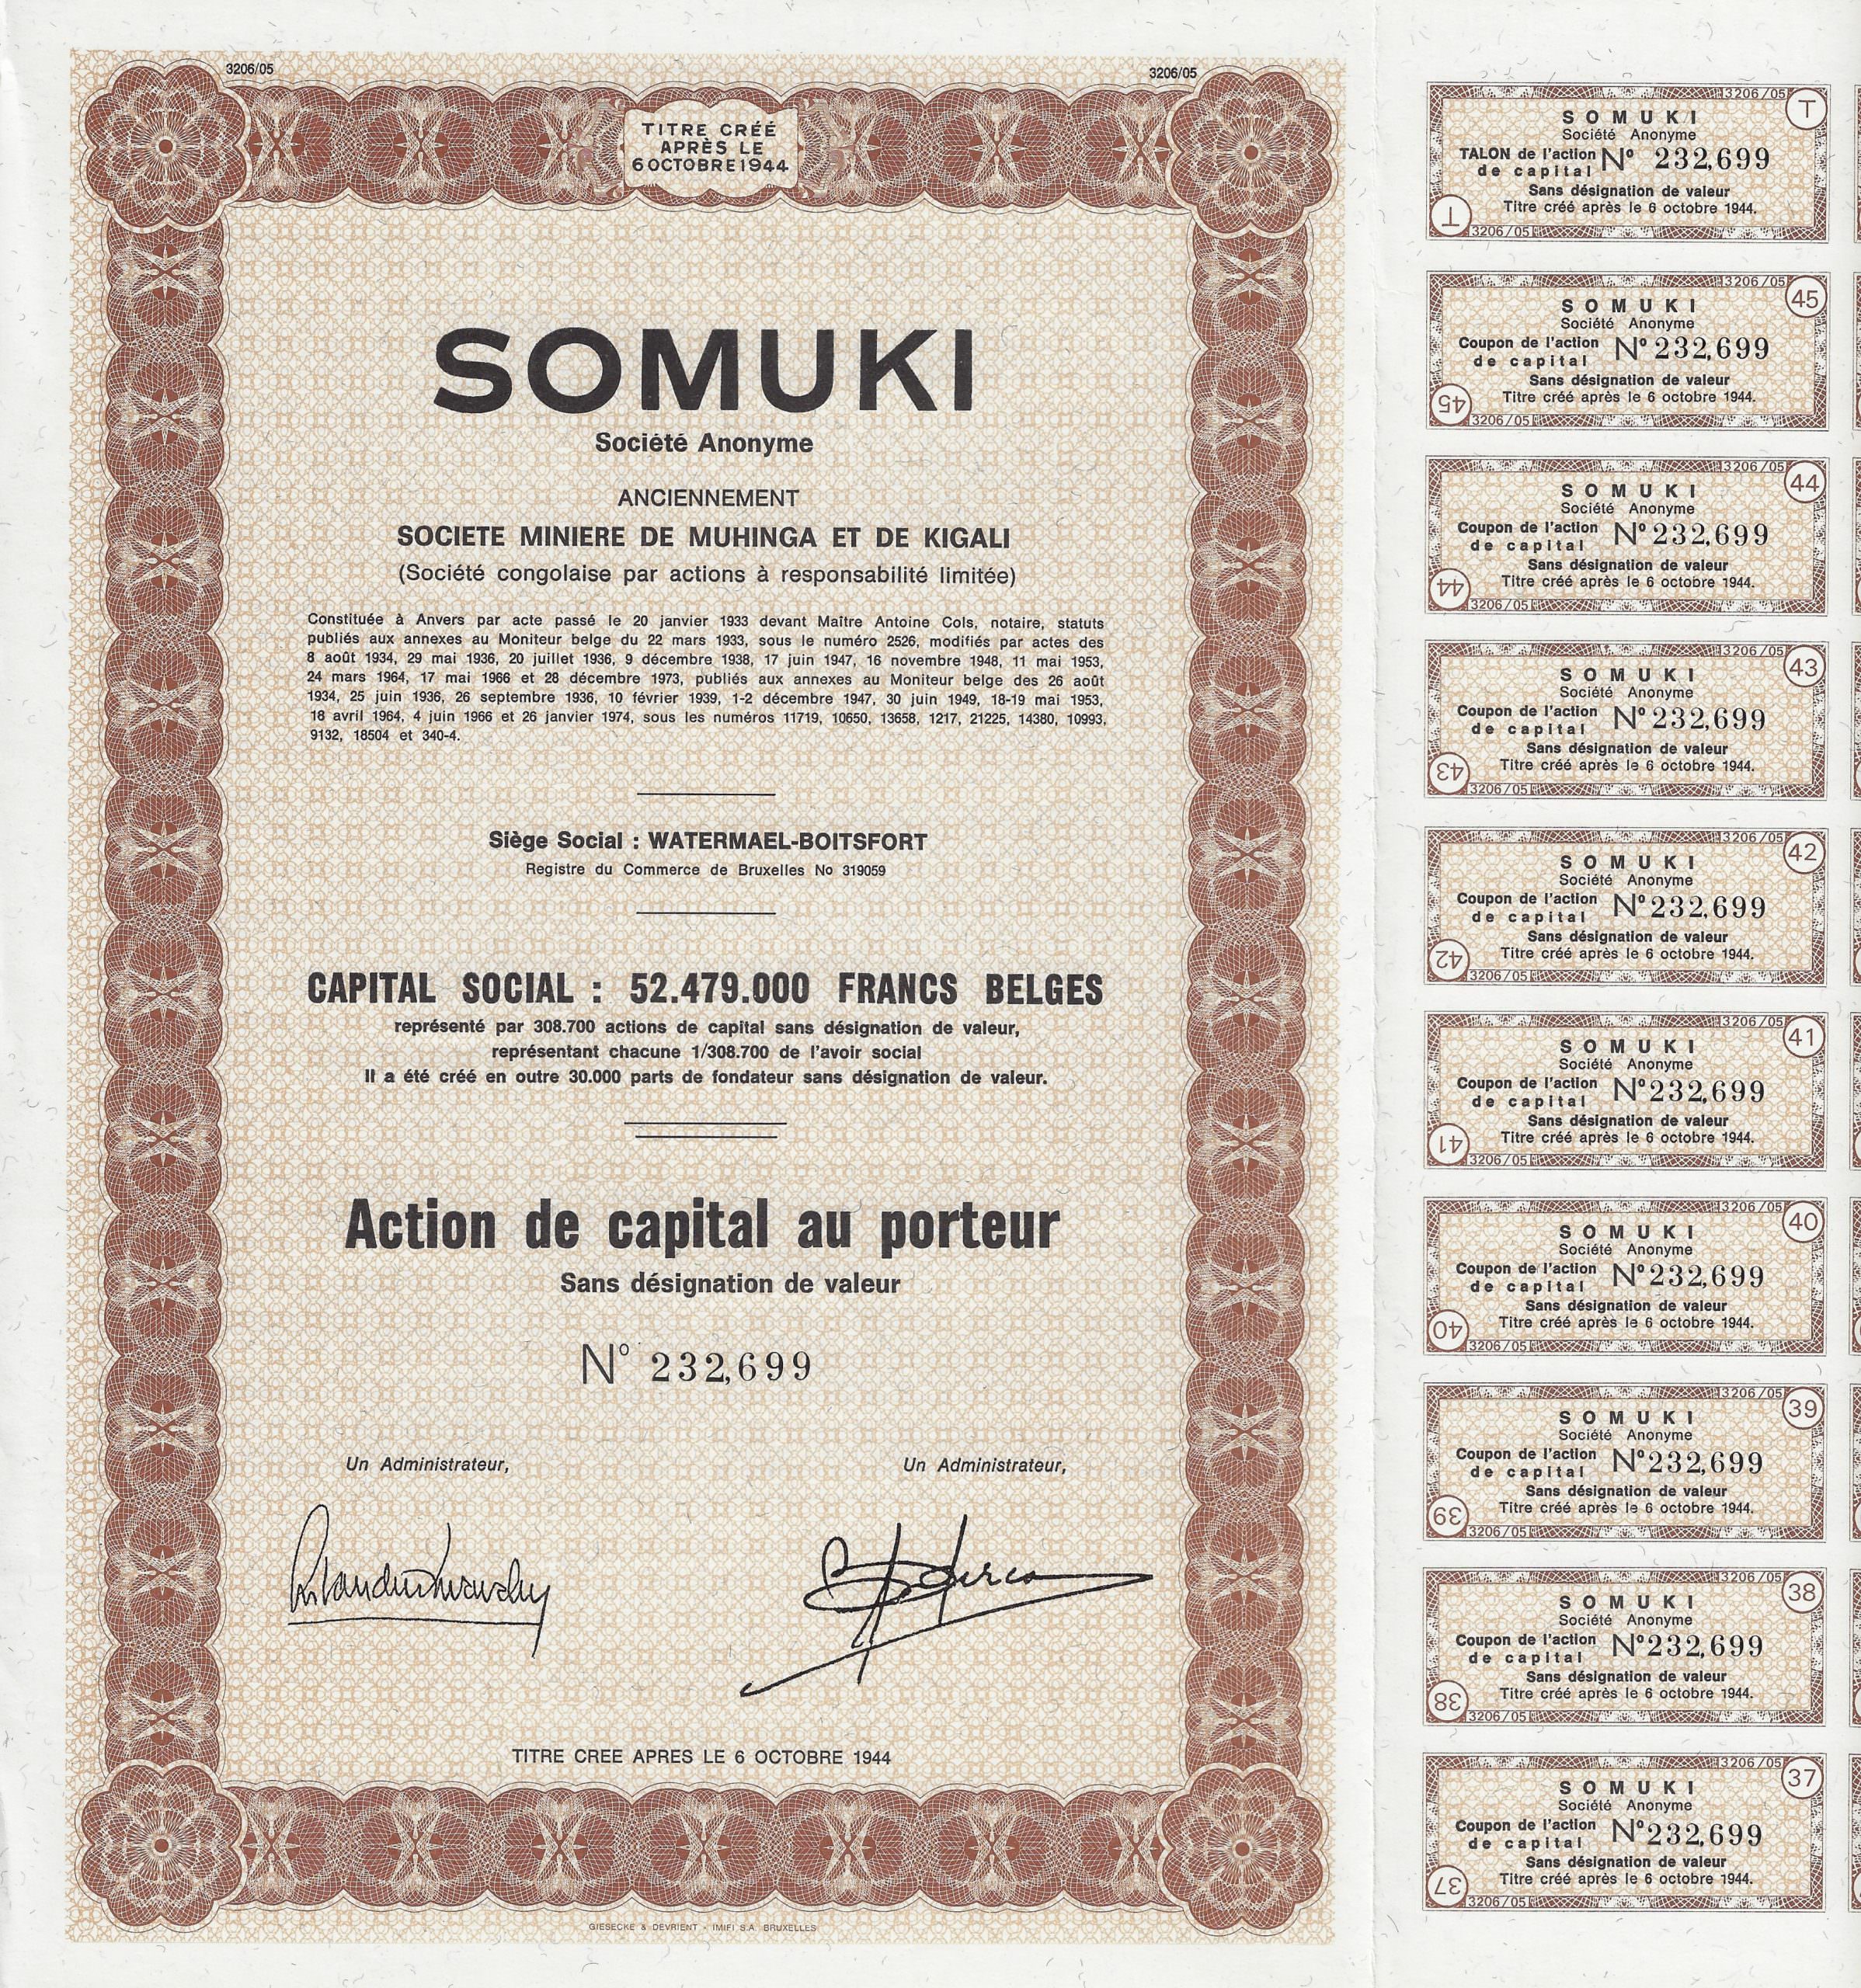 3206/05
3206/05
TITRE CRÉÉ
APRÈS LE
6 OCTOBRE 1944
SOMUKI
Société Anonyme
ANCIENNEMENT
SOCIETE MINIERE DE MUHINGA ET DE KIGALI
(Société congolaise par actions à responsabilité limitée)
Constituée à Anvers par acte passé le 20 janvier 1933 devant Maître Antoine Cols, notaire, statuts
publiés aux annexes au Moniteur belge du 22 mars 1933, sous le numéro 2526, modifiés par actes des
8 août 1934, 29 mai 1936, 20 juillet 1936, 9 décembre 1938, 17 juin 1947, 16 novembre 1948, 11 mai 1953,
24 mars 1964, 17 mai 1966 et 28 décembre 1973, publiés aux annexes au Moniteur belge des 26 août
1934, 25 juin 1936, 26 septembre 1936, 10 février 1939, 1-2 décembre 1947, 30 juin 1949, 18-19 mai 1953,
18 avril 1964, 4 juin 1966 et 26 janvier 1974, sous les numéros 11719, 10650, 13658, 1217, 21225, 14380, 10993,
9132, 18504 et 340-4.
Siège Social : WATERMAEL-BOITSFORT
Registre du Commerce de Bruxelles No 319059
CAPITAL SOCIAL : 52.479.000 FRANCS BELGES
représenté par 308.700 actions de capital sans désignation de valeur,
représentant chacune 1/308.700 de l'avoir social
Il a été créé en outre 30.000 parts de fondateur sans désignation de valeur.
Action de capital au porteur
Sans désignation de valeur
N° 232,699
Un Administrateur,
Un Administrateur,
TITRE CREE APRES LE 6 OCTOBRE 1944
GIESECKE & DEVRIENT - IMIFI S.A. BRUXELLES
3206/05 T
SOMUKI
Société Anonyme
TALON de l'action N° 232,699
de capital
Sans désignation de valeur
Titre créé après le 6 octobre 1944.
T 3206/05
3206/05 45
SOMUKI
Société Anonyme
Coupon de l'action N° 232,699
de capital
Sans désignation de valeur
Titre créé après le 6 octobre 1944.
45 3206/05
3206/05 44
SOMUKI
Société Anonyme
Coupon de l'action N° 232,699
de capital
Sans désignation de valeur
Titre créé après le 6 octobre 1944.
44 3206/05
3206/05 43
SOMUKI
Société Anonyme
Coupon de l'action N° 232,699
de capital
Sans désignation de valeur
Titre créé après le 6 octobre 1944.
43 3206/05
3206/05 42
SOMUKI
Société Anonyme
Coupon de l'action N° 232,699
de capital
Sans désignation de valeur
Titre créé après le 6 octobre 1944.
42 3206/05
3206/05 41
SOMUKI
Société Anonyme
Coupon de l'action N° 232,699
de capital
Sans désignation de valeur
Titre créé après le 6 octobre 1944.
41 3206/05
3206/05 40
SOMUKI
Société Anonyme
Coupon de l'action N° 232,699
de capital
Sans désignation de valeur
Titre créé après le 6 octobre 1944.
40 3206/05
3206/05 39
SOMUKI
Société Anonyme
Coupon de l'action N° 232,699
de capital
Sans désignation de valeur
Titre créé après le 6 octobre 1944.
39 3206/05
3206/05 38
SOMUKI
Société Anonyme
Coupon de l'action N° 232,699
de capital
Sans désignation de valeur
Titre créé après le 6 octobre 1944.
38 3206/05
3206/05 37
SOMUKI
Société Anonyme
Coupon de l'action N° 232,699
de capital
Sans désignation de valeur
Titre créé après le 6 octobre 1944.
37 3206/05